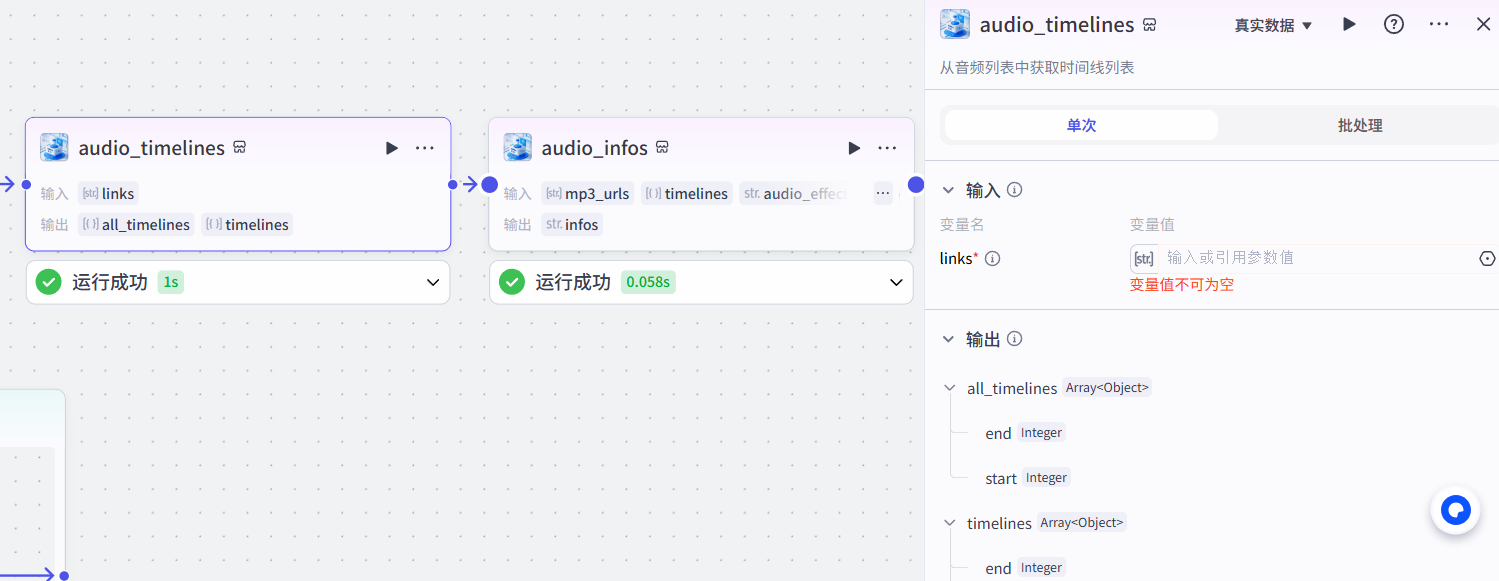 audio_timelines
输入 [str] links
输出 [()] all_timelines [()] timelines
运行成功 1s
audio_infos
输入 [str] mp3_urls [()] timelines str. audio_effec ...
输出 str. infos
运行成功 0.058s
audio_timelines 真实数据
从音频列表中获取时间线列表
单次 批处理
输入
变量名 变量值
links* [str] 输入或引用参数值
变量值不可为空
输出
all_timelines Array<Object>
end Integer
start Integer
timelines Array<Object>
end Integer